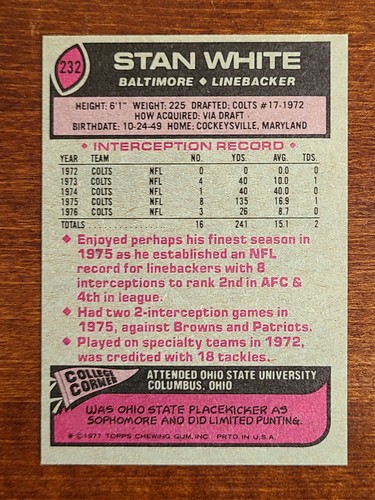 232
STAN WHITE
BALTIMORE ◆ LINEBACKER
HEIGHT: 6'1" WEIGHT: 225 DRAFTED: COLTS #17-1972
HOW ACQUIRED: VIA DRAFT
BIRTHDATE: 10-24-49 HOME: COCKEYSVILLE, MARYLAND
◆ INTERCEPTION RECORD ◆
YEAR TEAM NO. YDS. AVG. TDS.
1972 COLTS NFL 0 0 0.0 0
1973 COLTS NFL 4 40 10.0 1
1974 COLTS NFL 1 40 40.0 0
1975 COLTS NFL 8 135 16.9 1
1976 COLTS NFL 3 26 8.7 0
TOTALS 16 241 15.1 2
◆ Enjoyed perhaps his finest season in
1975 as he established an NFL
record for linebackers with 8
interceptions to rank 2nd in AFC &
4th in league.
◆ Had two 2-interception games in
1975, against Browns and Patriots.
◆ Played on specialty teams in 1972,
was credited with 18 tackles.
COLLEGE
CORNER
ATTENDED OHIO STATE UNIVERSITY
COLUMBUS, OHIO
WAS OHIO STATE PLACEKICKER AS
SOPHOMORE AND DID LIMITED PUNTING.
* © 1977 TOPPS CHEWING GUM, INC. PRTD. IN U.S.A.